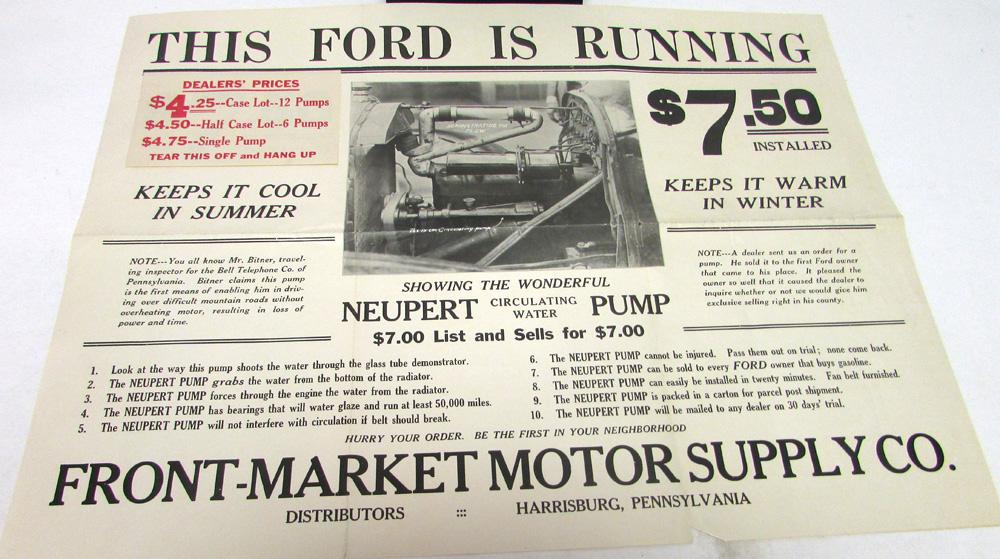 THIS FORD IS RUNNING
DEALERS' PRICES
$4.25--Case Lot--12 Pumps
$4.50--Half Case Lot--6 Pumps
$4.75--Single Pump
TEAR THIS OFF and HANG UP
$7.50
INSTALLED
KEEPS IT COOL
IN SUMMER
KEEPS IT WARM
IN WINTER
NOTE---You all know Mr. Bitner, travel-
ing inspector for the Bell Telephone Co. of
Pennsylvania. Bitner claims this pump
is the first means of enabling him in driv-
ing over difficult mountain roads without
overheating motor, resulting in loss of
power and time.
NOTE---A dealer sent us an order for a
pump. He sold it to the first Ford owner
that came to his place. It pleased the
owner so well that it caused the dealer to
inquire whether or not we would give him
exclusive selling right in his county.
SHOWING THE WONDERFUL
NEUPERT CIRCULATING WATER PUMP
$7.00 List and Sells for $7.00
1. Look at the way this pump shoots the water through the glass tube demonstrator.
2. The NEUPERT PUMP grabs the water from the bottom of the radiator.
3. The NEUPERT PUMP forces through the engine the water from the radiator.
4. The NEUPERT PUMP has bearings that will water glaze and run at least 50,000 miles.
5. The NEUPERT PUMP will not interfere with circulation if belt should break.
6. The NEUPERT PUMP cannot be injured. Pass them out on trial; none come back.
7. The NEUPERT PUMP can be sold to every FORD owner that buys gasoline.
8. The NEUPERT PUMP can easily be installed in twenty minutes. Fan belt furnished.
9. The NEUPERT PUMP is packed in a carton for parcel post shipment.
10. The NEUPERT PUMP will be mailed to any dealer on 30 days' trial.
HURRY YOUR ORDER. BE THE FIRST IN YOUR NEIGHBORHOOD
FRONT-MARKET MOTOR SUPPLY CO.
DISTRIBUTORS ::: HARRISBURG, PENNSYLVANIA